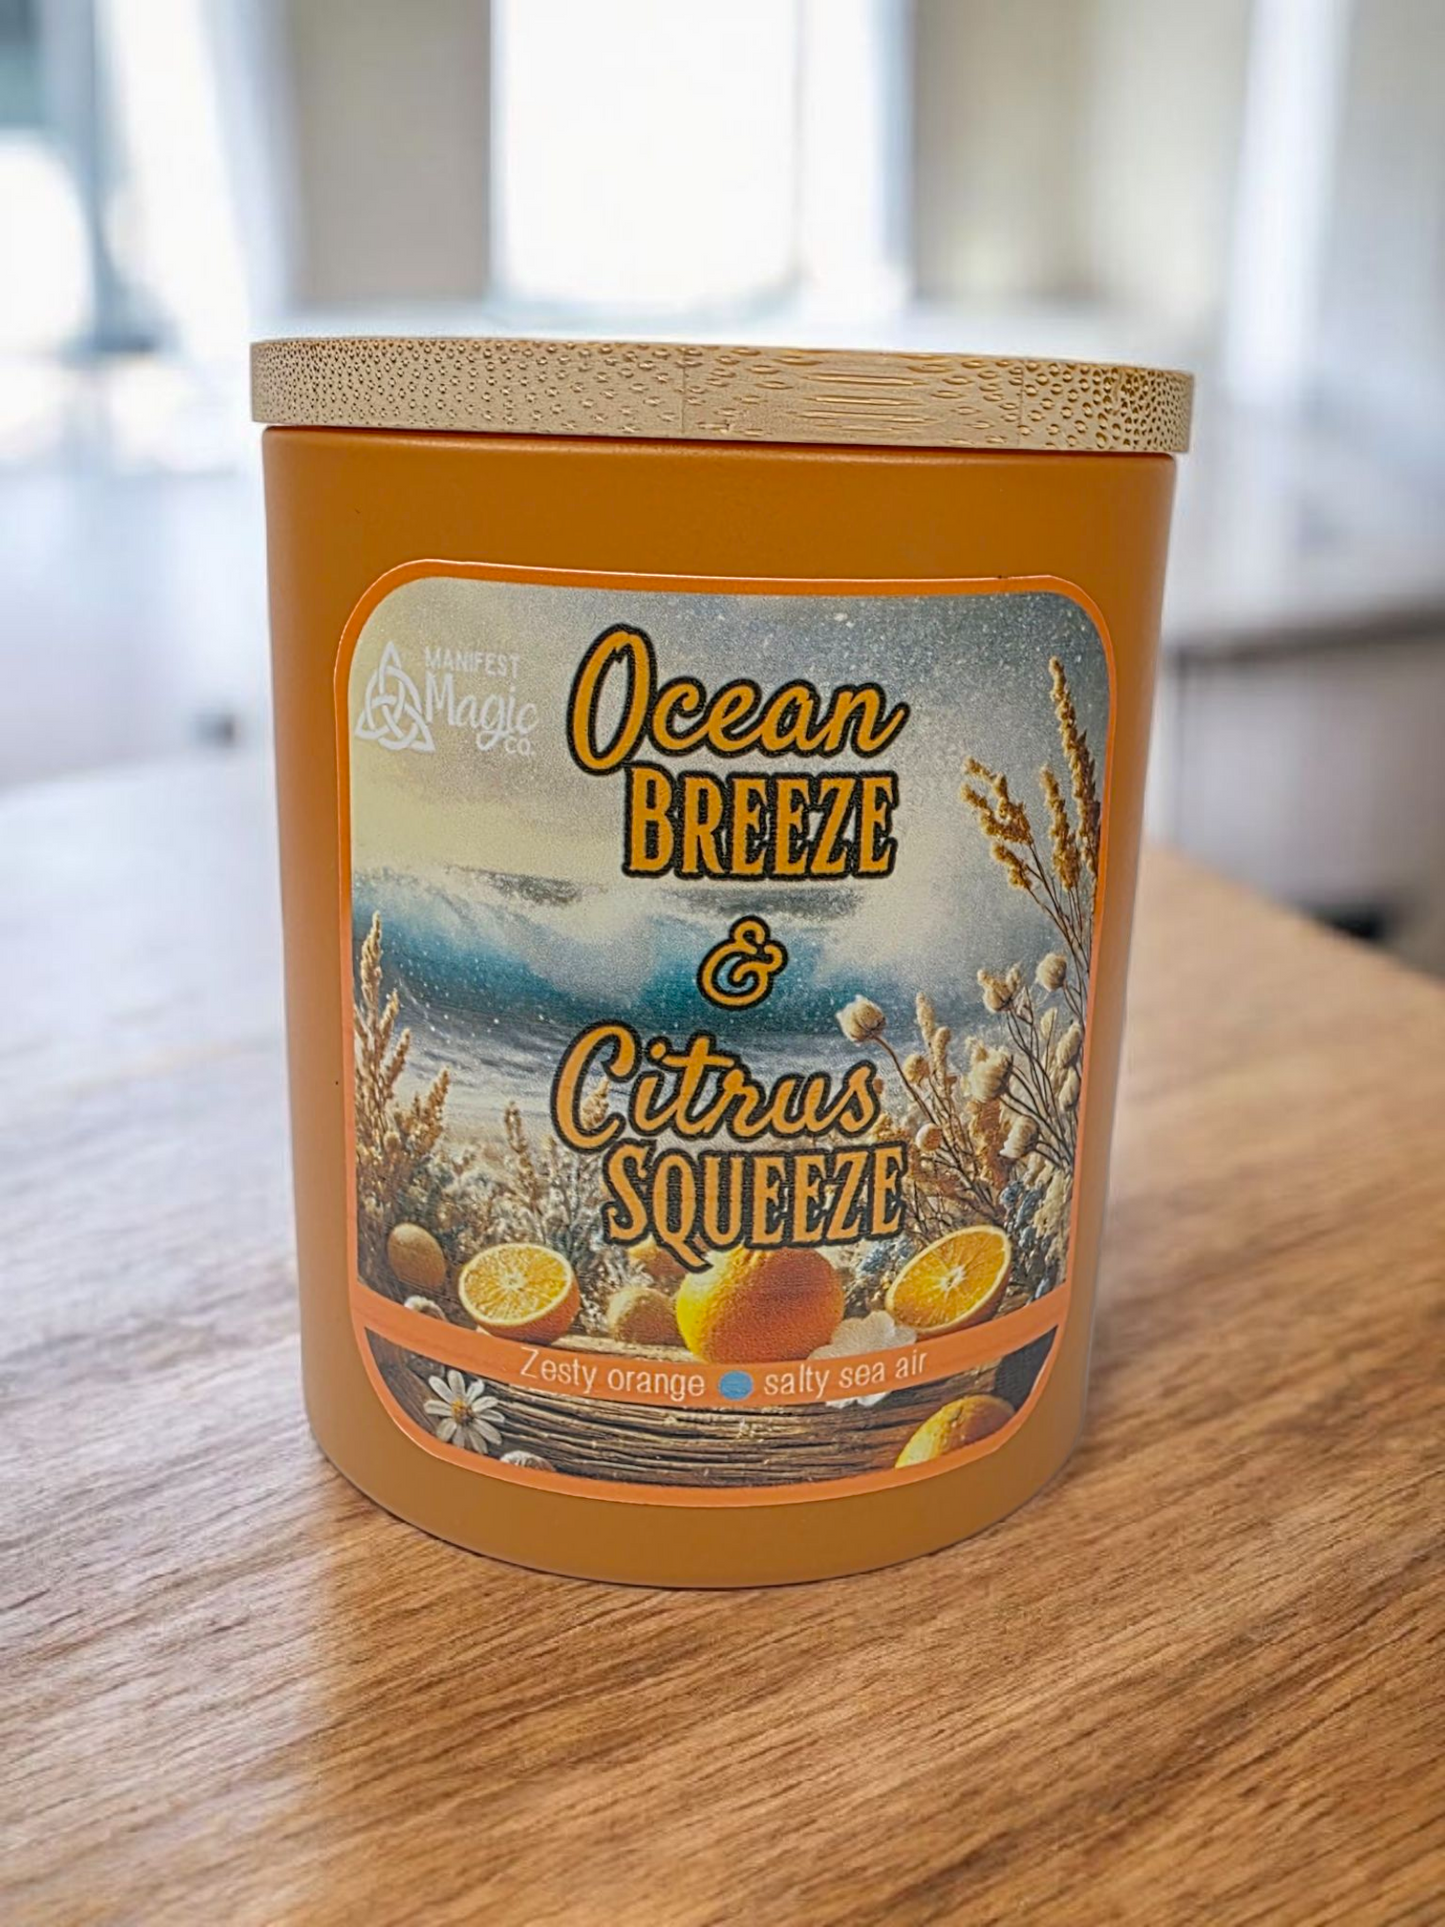 MANIFEST
Magic
CO.
Ocean
BREEZE
&
Citrus
SQUEEZE
Zesty orange salty sea air